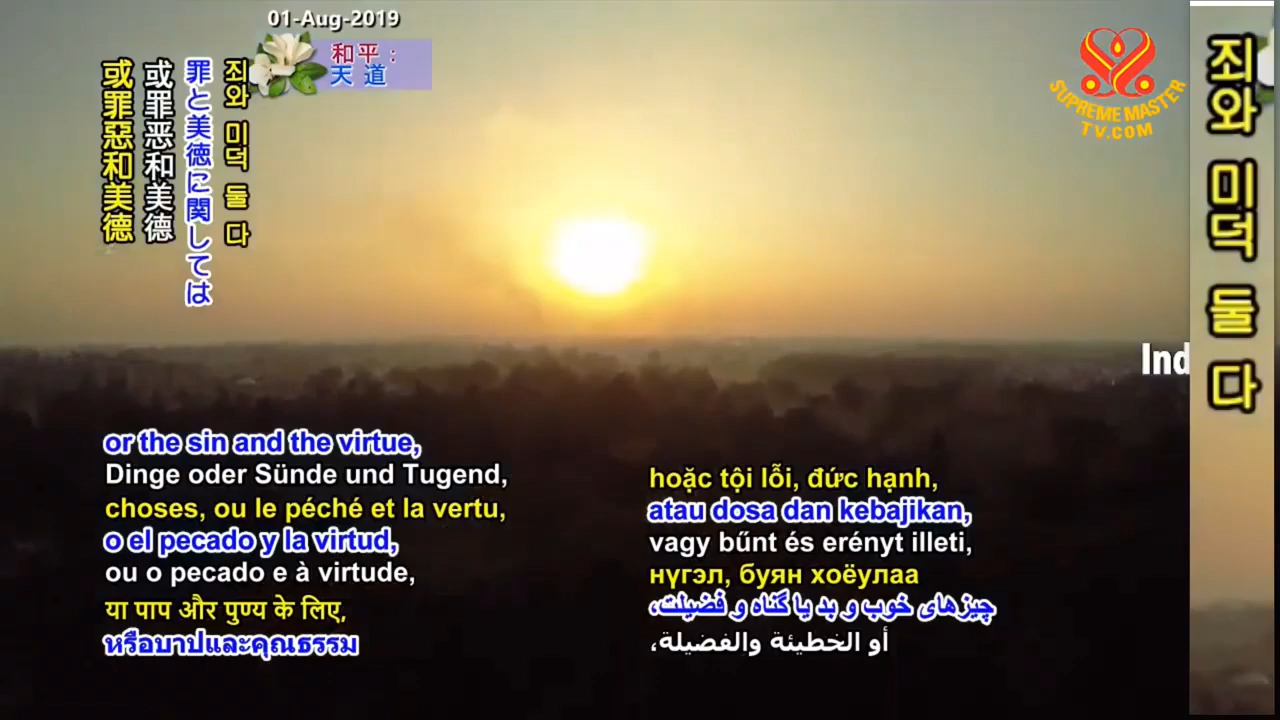 01-Aug-2019
和平：
天道
SUPREME MASTER
TV.COM
죄와 미덕 둘 다
罪と美徳に関しては
或罪恶和美德
或罪惡和美德
죄와 미덕 둘 다
Ind
or the sin and the virtue,
Dinge oder Sünde und Tugend,
choses, ou le péché et la vertu,
o el pecado y la virtud,
ou o pecado e à virtude,
या पाप और पुण्य के लिए,
หรือบาปและคุณธรรม
hoặc tội lỗi, đức hạnh,
atau dosa dan kebajikan,
vagy bűnt és erényt illeti,
нүгэл, буян хоёулаа
چیزهای خوب و بد یا گناه و فضیلت،
أو الخطيئة والفضيلة،